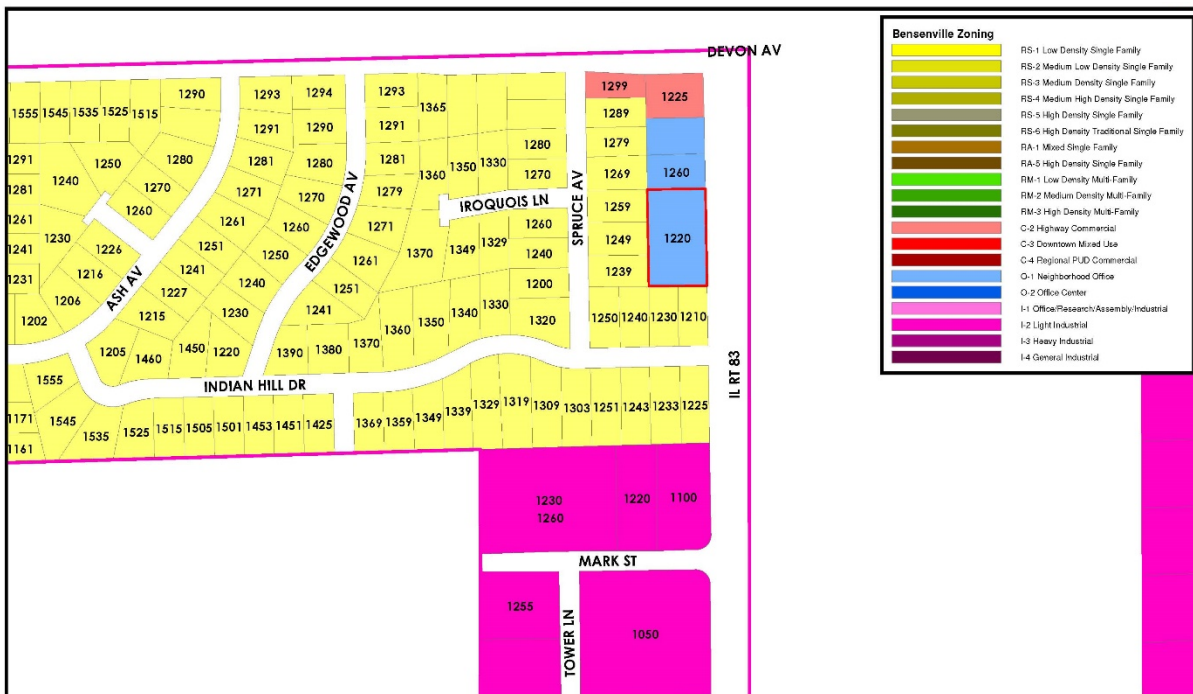 DEVON AV
Bensenville Zoning
RS-1 Low Density Single Family
RS-2 Medium Low Density Single Family
RS-3 Medium Density Single Family
RS-4 Medium High Density Single Family
RS-5 High Density Single Family
RS-6 High Density Traditional Single Family
RA-1 Mixed Single Family
RA-5 High Density Single Family
RM-1 Low Density Multi-Family
RM-2 Medium Density Multi-Family
RM-3 High Density Multi-Family
C-2 Highway Commercial
C-3 Downtown Mixed Use
C-4 Regional PUD Commercial
O-1 Neighborhood Office
O-2 Office Center
I-1 Office/Research/Assembly/Industrial
I-2 Light Industrial
I-3 Heavy Industrial
I-4 General Industrial
1290 1293 1294 1293 1299 1225
1555 1545 1535 1525 1515 1365 1289
1291 1290 1291
1291 1250 1280 1281 1280 1281 1350 1330 1280 1279
1281 1240 1270 1271 1270 1279 1360 1270 1269 1260
1261 1260 1261 1260 1271 IROQUOIS LN 1260 1259
1241 1230 1226 1251 1250 1261 1370 1349 1329 1240 1249 1220
1231 1216 1241 1240 1251 1200 1239
1206 1227 1230 1241 1330
1202 1215 1360 1350 1340 1320 1250 1240 1230 1210
1205 1460 1450 1220 1390 1380 1370
ASH AV
EDGEWOOD AV
SPRUCE AV
IL RT 83
INDIAN HILL DR
1555
1171 1545 1535 1525 1515 1505 1501 1453 1451 1425 1369 1359 1349 1339 1329 1319 1309 1303 1251 1243 1233 1225
1161
1230 1220 1100
1260
MARK ST
1255 1050
TOWER LN